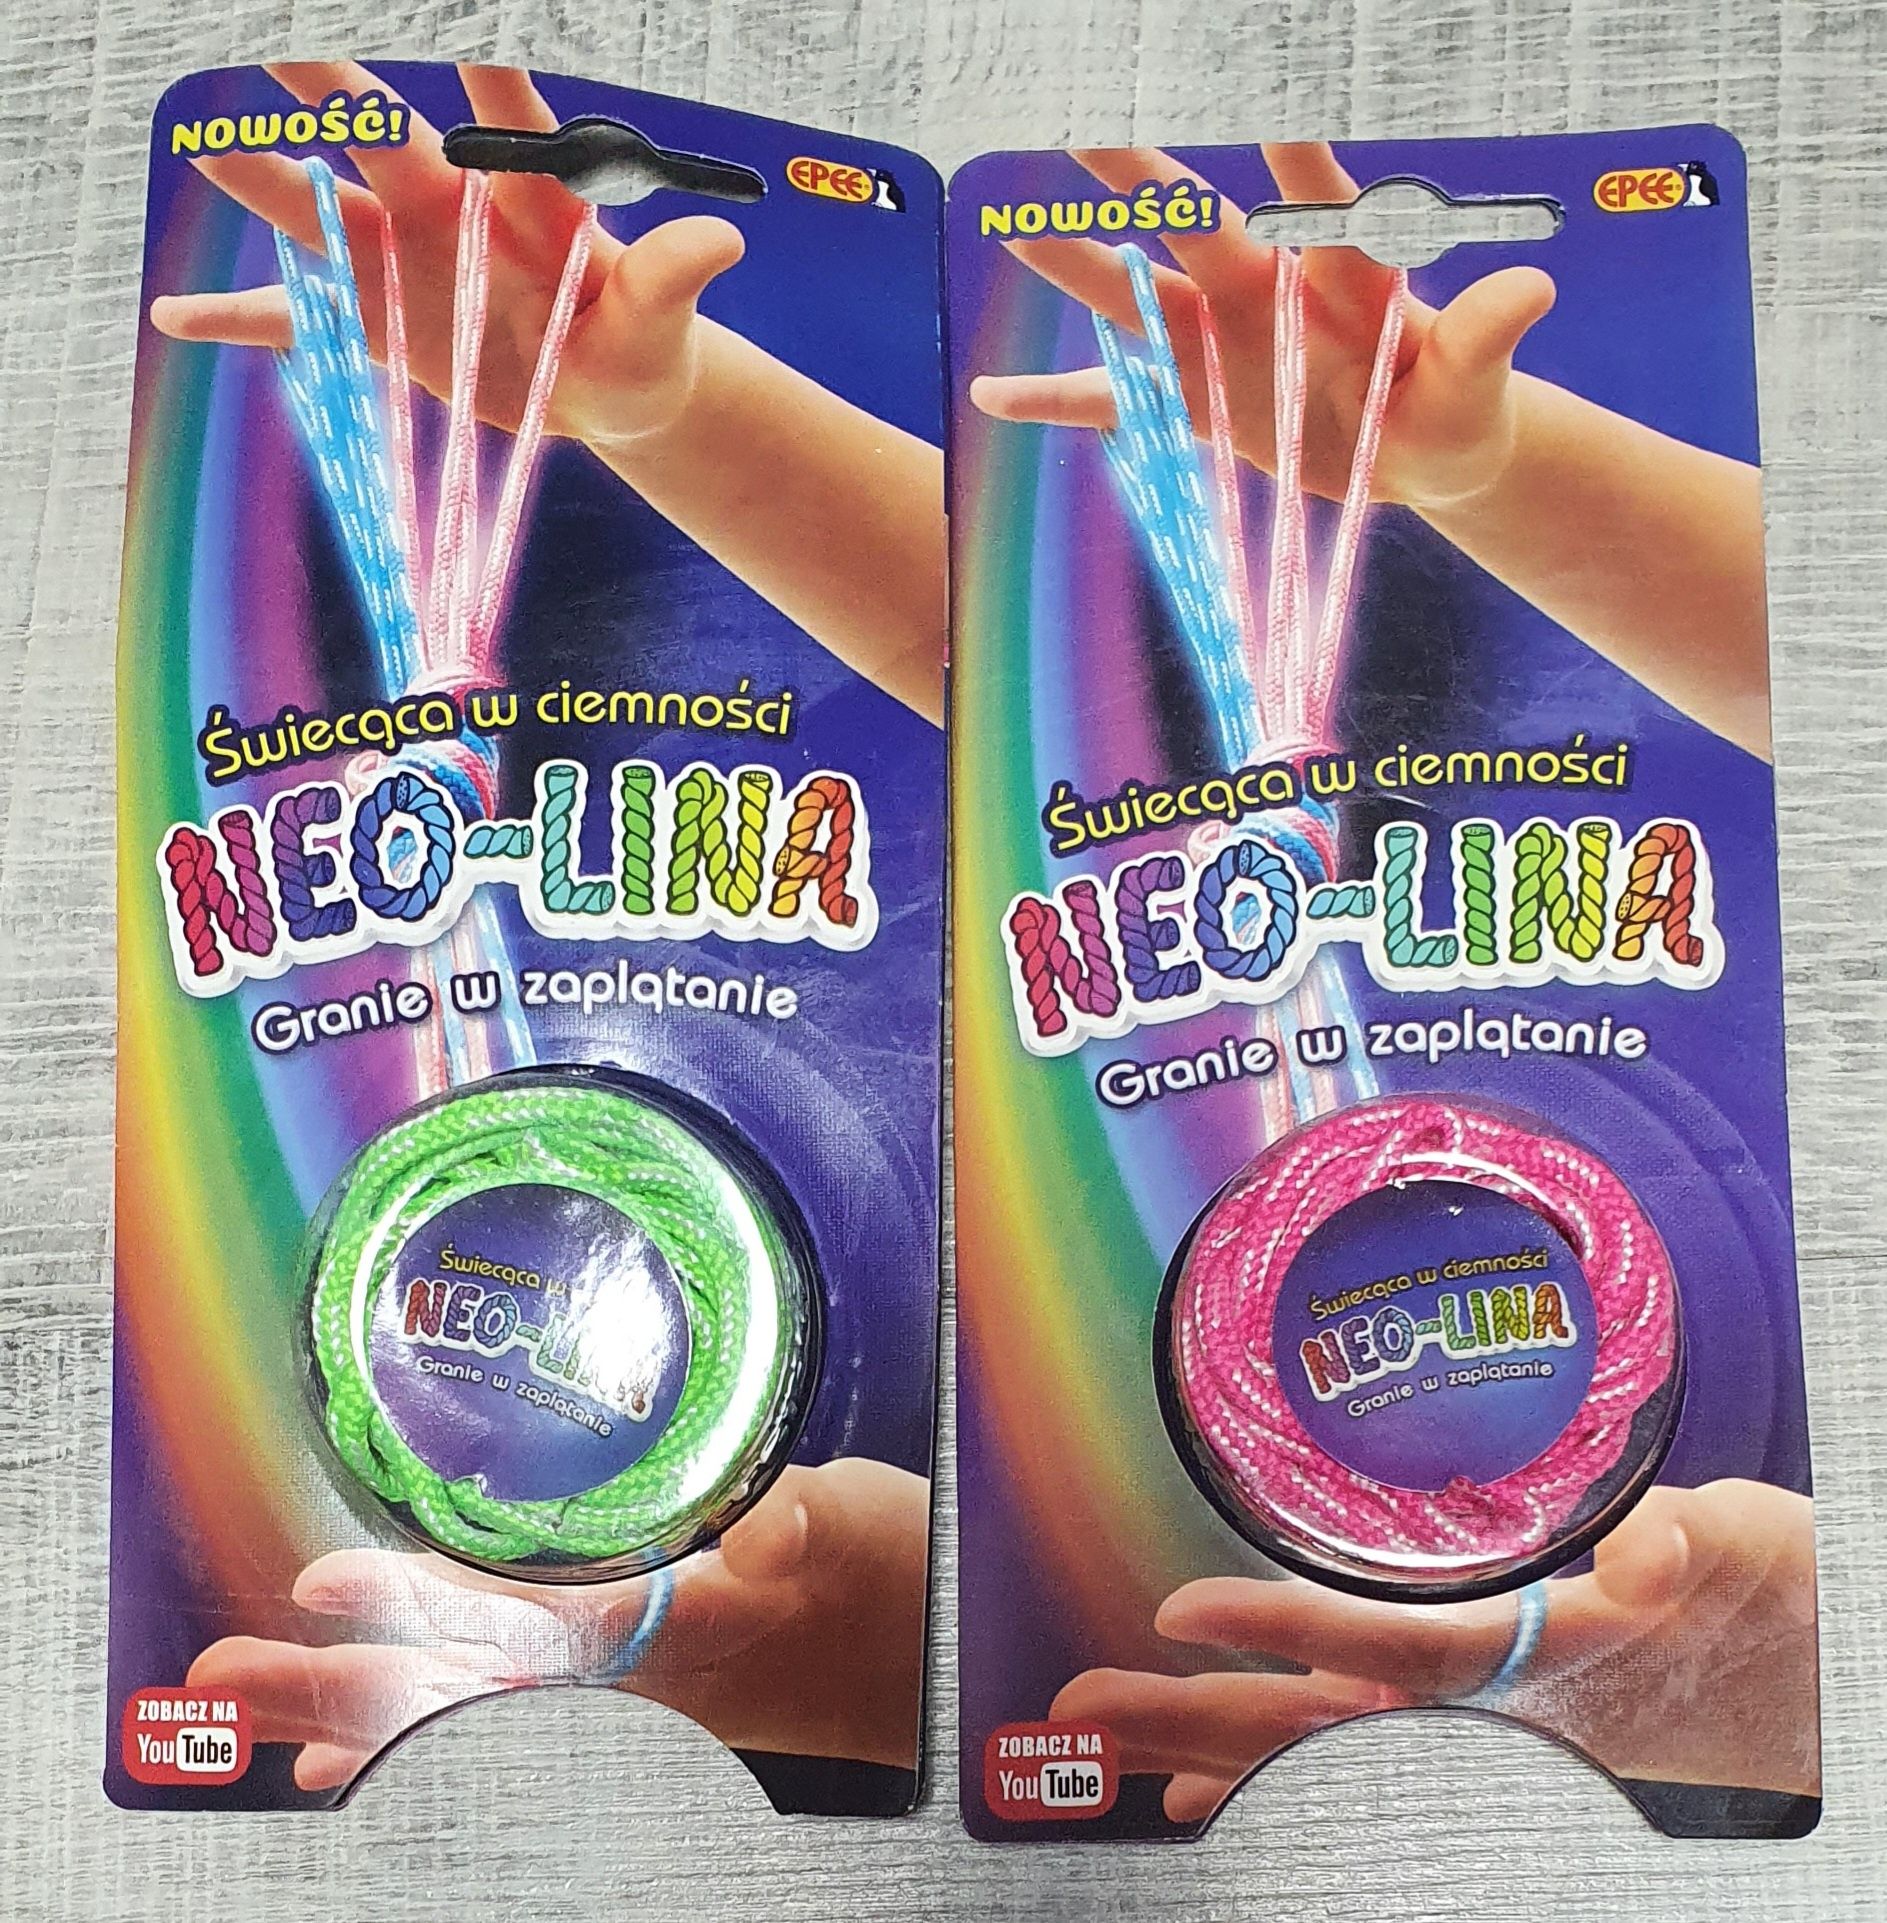 NOWOŚĆ!
EPEE
Świecąca w ciemności
NEO-LINA
Granie w zaplątanie
Świecąca w
NEO-LINA
Granie w zaplątanie
ZOBACZ NA
YouTube
NOWOŚĆ!
EPEE
Świecąca w ciemności
NEO-LINA
Granie w zaplątanie
Świecąca w ciemności
NEO-LINA
Granie w zaplątanie
ZOBACZ NA
YouTube